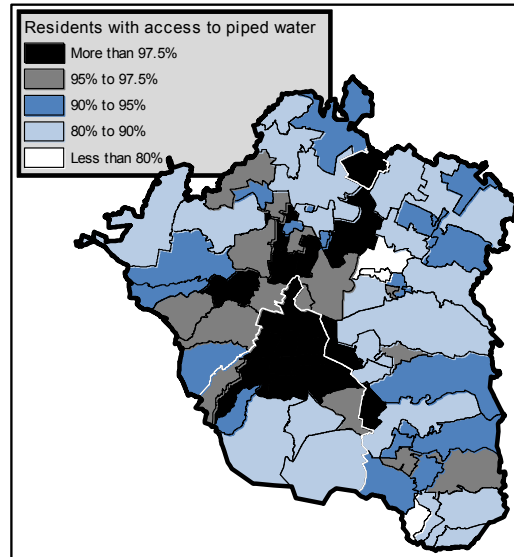 Residents with access to piped water
More than 97.5%
95% to 97.5%
90% to 95%
80% to 90%
Less than 80%